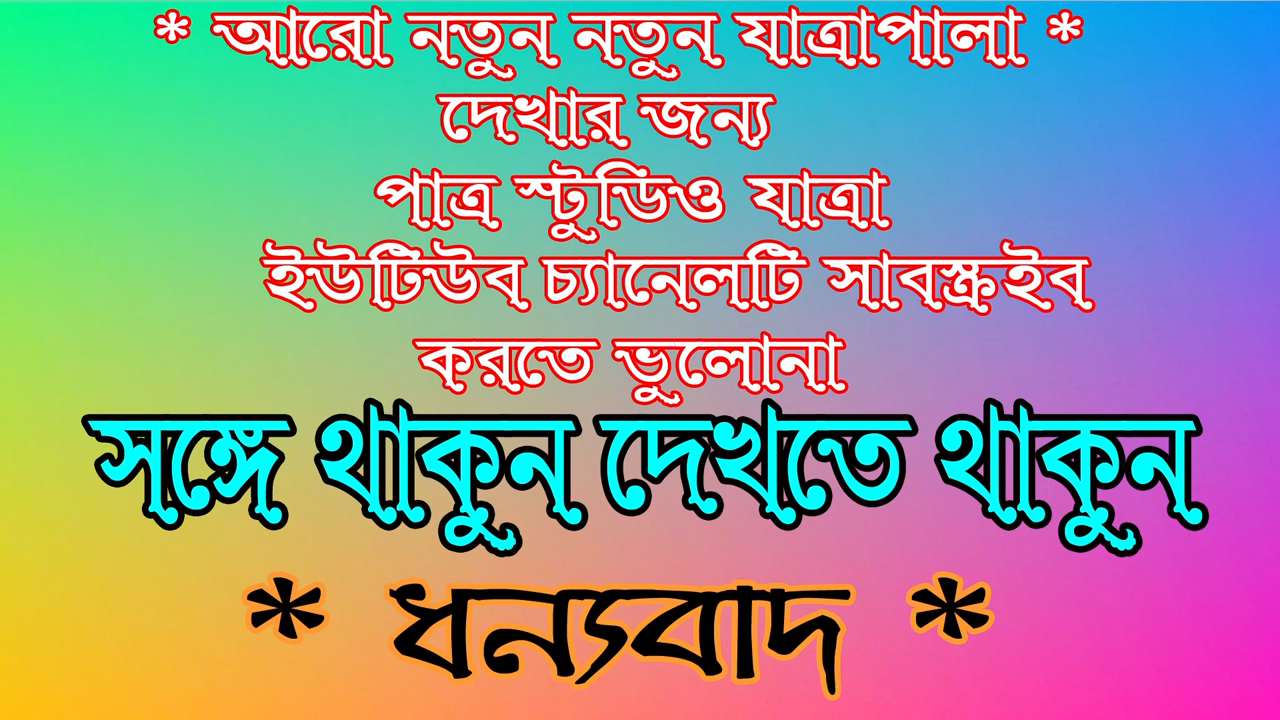 * আরো নতুন নতুন যাত্রাপালা *
দেখার জন্য
পাত্র স্টুডিও যাত্রা
ইউটিউব চ্যানেলটি সাবস্ক্রইব
করতে ভুলোনা
সঙ্গে থাকুন দেখতে থাকুন
* ধন্যবাদ *